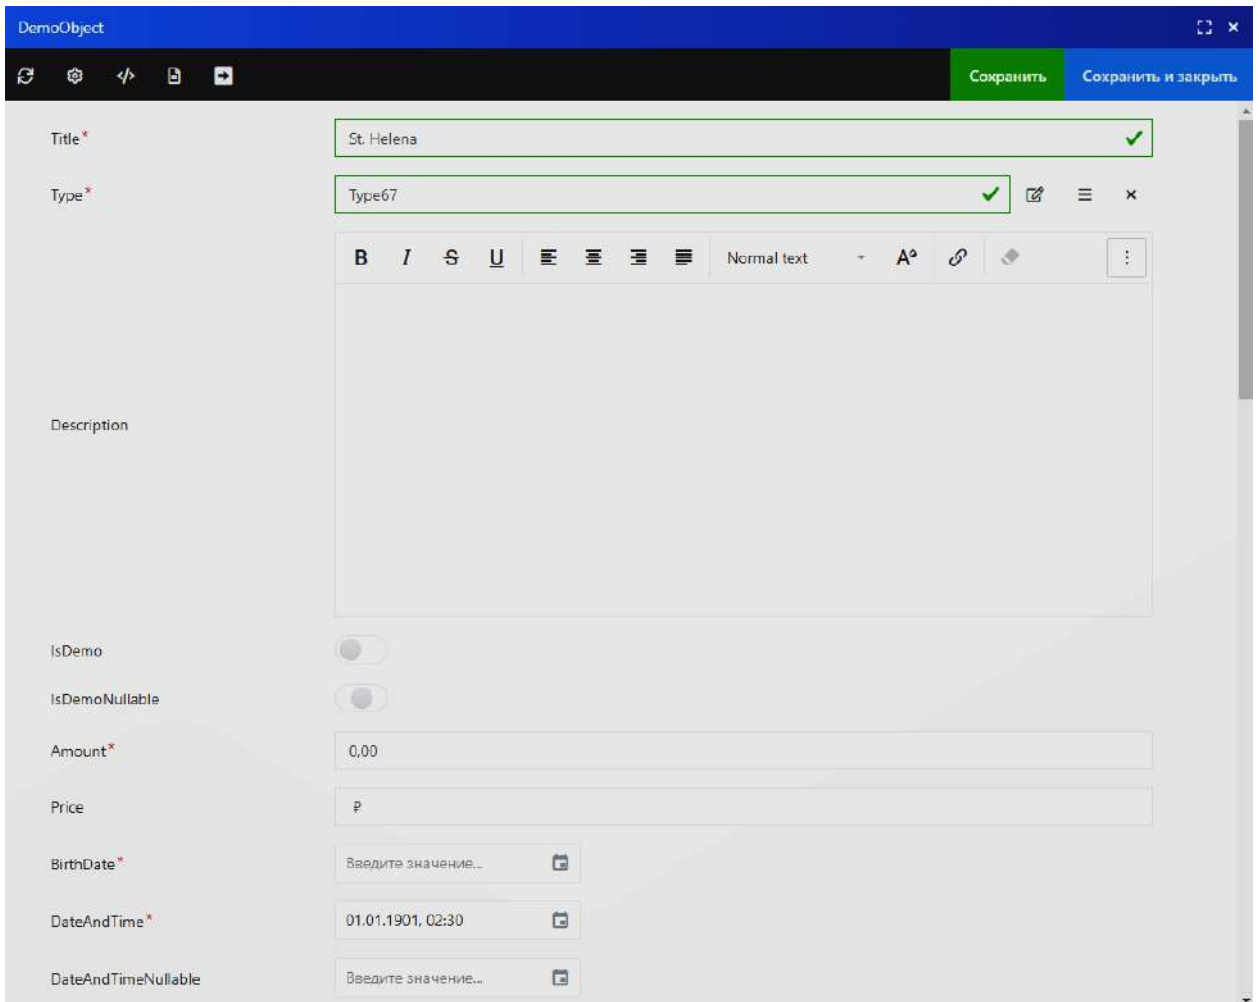 DemoObject
Сохранить Сохранить и закрыть
Title*
St. Helena
Type*
Type67
B I S U Normal text
Description
IsDemo
IsDemoNullable
Amount*
0,00
Price
₽
BirthDate*
Введите значение...
DateAndTime*
01.01.1901, 02:30
DateAndTimeNullable
Введите значение...